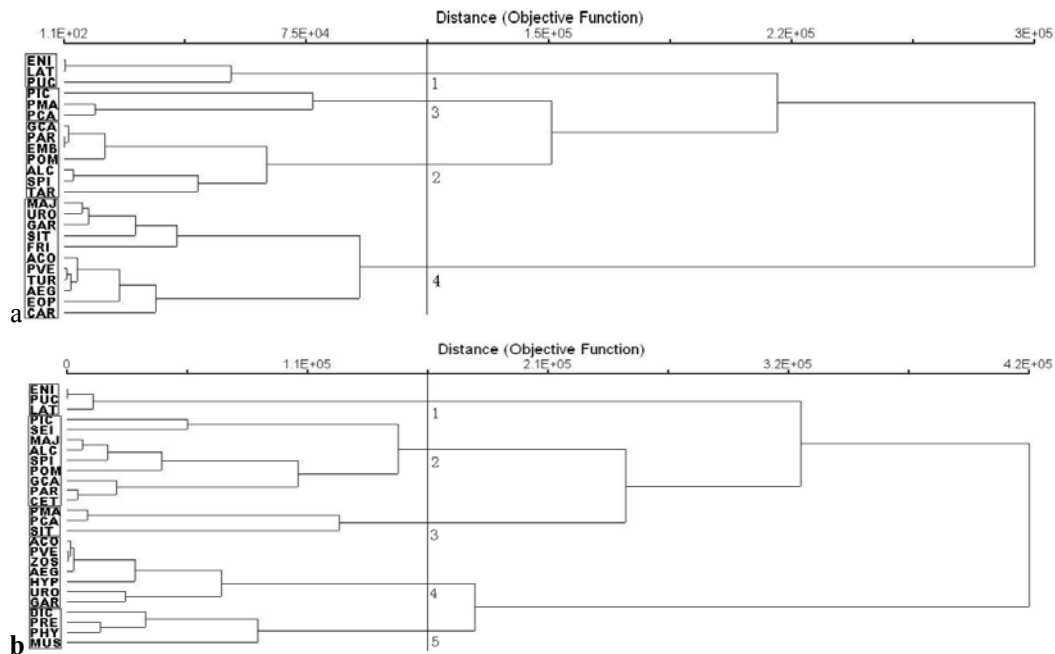 Distance (Objective Function)
1.1E+02 7.5E+04 1.5E+05 2.2E+05 3E+05
ENI
LAT
PUC
1
PIC
PMA
PCA
3
GCA
PAR
EMB
POM
ALC
SPI
TAR
2
MAJ
URO
GAR
SIT
FRI
ACO
PVE
TUR
AEG
EOP
CAR
4
a
Distance (Objective Function)
0 1.1E+05 2.1E+05 3.2E+05 4.2E+05
ENI
PUC
LAT
1
PIC
SEI
MAJ
ALC
SPI
POM
GCA
PAR
CET
2
PMA
PCA
SIT
3
ACO
PVE
ZOS
AEG
HYP
URO
GAR
4
DIC
PRE
PHY
MUS
5
b